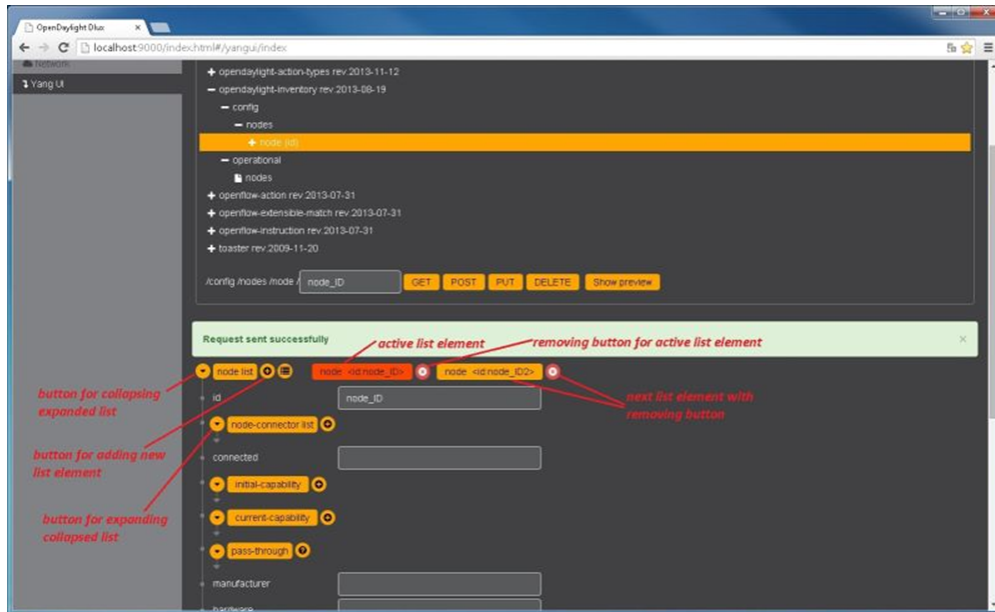 OpenDaylight Dlux
localhost:9000/index.html#/yangui/index
Network
Yang UI
opendaylight-action-types rev.2013-11-12
opendaylight-inventory rev.2013-08-19
config
nodes
node {id}
operational
nodes
openflow-action rev.2013-07-31
openflow-extensible-match rev.2013-07-31
openflow-instruction rev.2013-07-31
toaster rev.2009-11-20
/config /nodes /node / node_ID GET POST PUT DELETE Show preview
Request sent successfully
active list element
removing button for active list element
node list node <id:node_ID> node <id:node_ID2>
button for collapsing
expanded list
id node_ID
next list element with
removing button
node-connector list
button for adding new
list element
connected
initial-capability
button for expanding
collapsed list
current-capability
pass-through
manufacturer
hardware